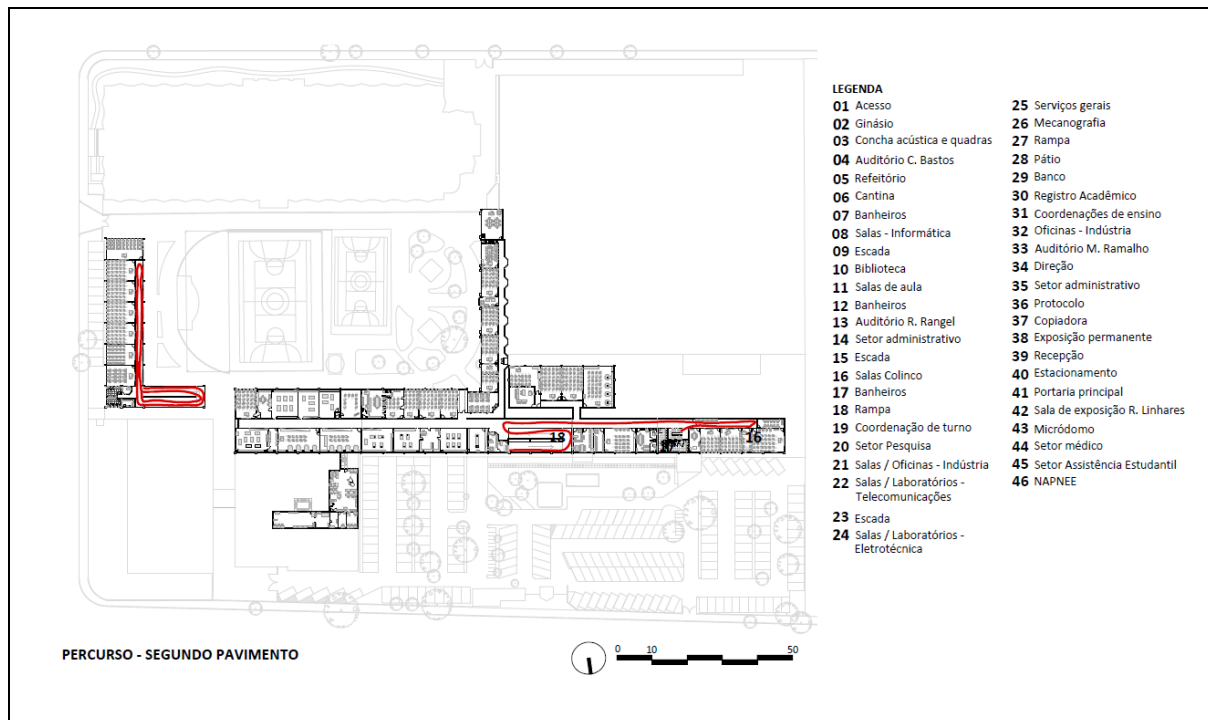 LEGENDA
01 Acesso
02 Ginásio
03 Concha acústica e quadras
04 Auditório C. Bastos
05 Refeitório
06 Cantina
07 Banheiros
08 Salas - Informática
09 Escada
10 Biblioteca
11 Salas de aula
12 Banheiros
13 Auditório R. Rangel
14 Setor administrativo
15 Escada
16 Salas Colinco
17 Banheiros
18 Rampa
19 Coordenação de turno
20 Setor Pesquisa
21 Salas / Oficinas - Indústria
22 Salas / Laboratórios -
Telecomunicações
23 Escada
24 Salas / Laboratórios -
Eletrotécnica
25 Serviços gerais
26 Mecanografia
27 Rampa
28 Pátio
29 Banco
30 Registro Acadêmico
31 Coordenações de ensino
32 Oficinas - Indústria
33 Auditório M. Ramalho
34 Direção
35 Setor administrativo
36 Protocolo
37 Copiadora
38 Exposição permanente
39 Recepção
40 Estacionamento
41 Portaria principal
42 Sala de exposição R. Linhares
43 Micródomo
44 Setor médico
45 Setor Assistência Estudantil
46 NAPNEE
18
16
PERCURSO - SEGUNDO PAVIMENTO
0 10 50